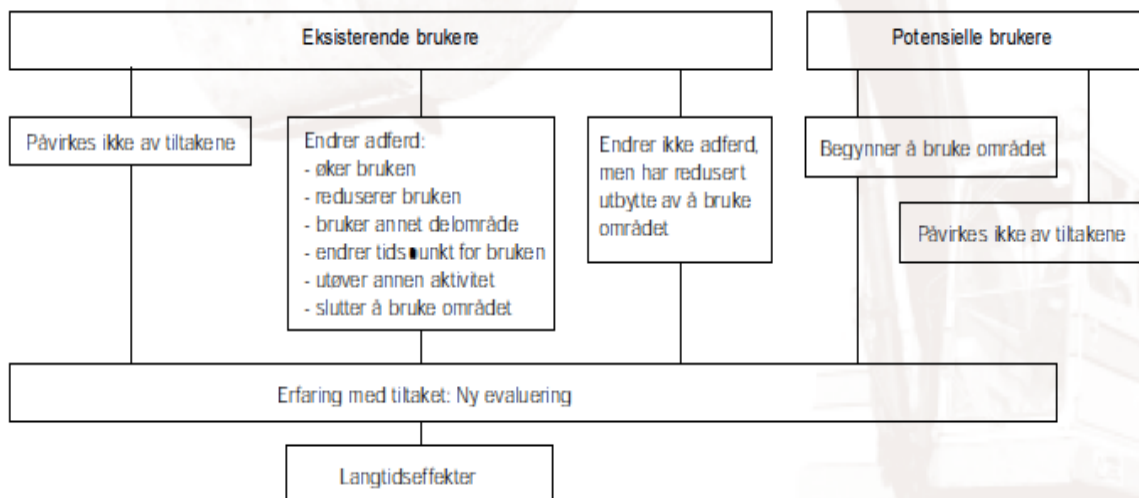 Eksisterende brukere
Potensielle brukere
Påvirkes ikke av tiltakene
Endrer adferd:
- øker bruken
- reduserer bruken
- bruker annet delområde
- endrer tidspunkt for bruken
- utøver annen aktivitet
- slutter å bruke området
Endrer ikke adferd,
men har redusert
utbytte av å bruke
området
Begynner å bruke området
Påvirkes ikke av tiltakene
Erfaring med tiltaket: Ny evaluering
Langtidseffekter